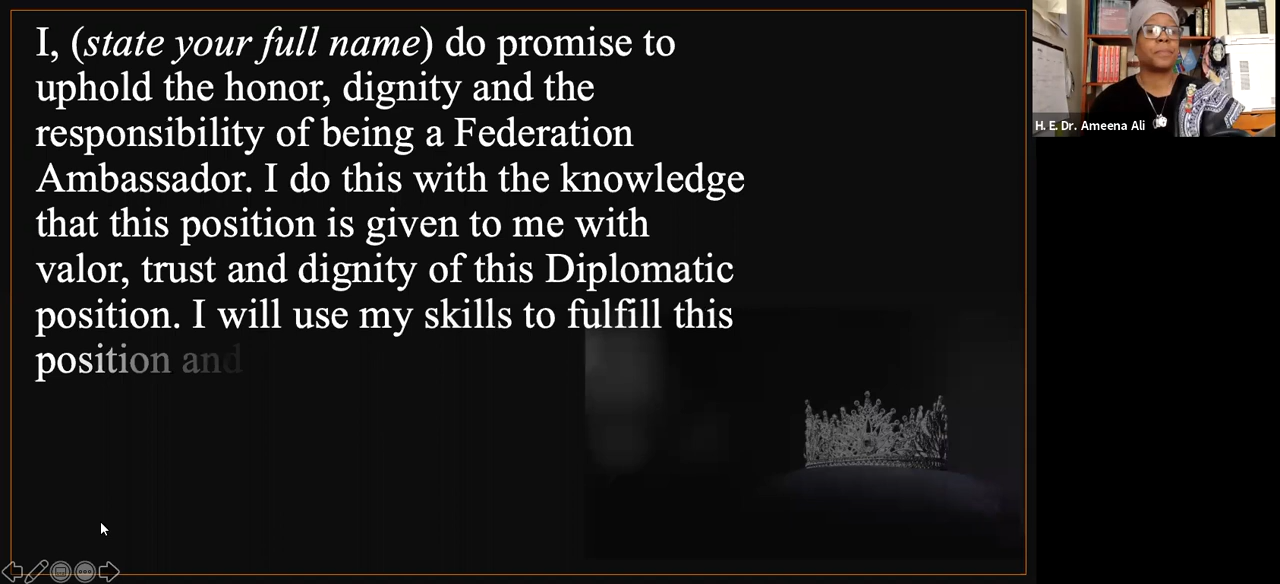 I, (state your full name) do promise to
uphold the honor, dignity and the
responsibility of being a Federation
Ambassador. I do this with the knowledge
that this position is given to me with
valor, trust and dignity of this Diplomatic
position. I will use my skills to fulfill this
position and
H. E. Dr. Ameena Ali